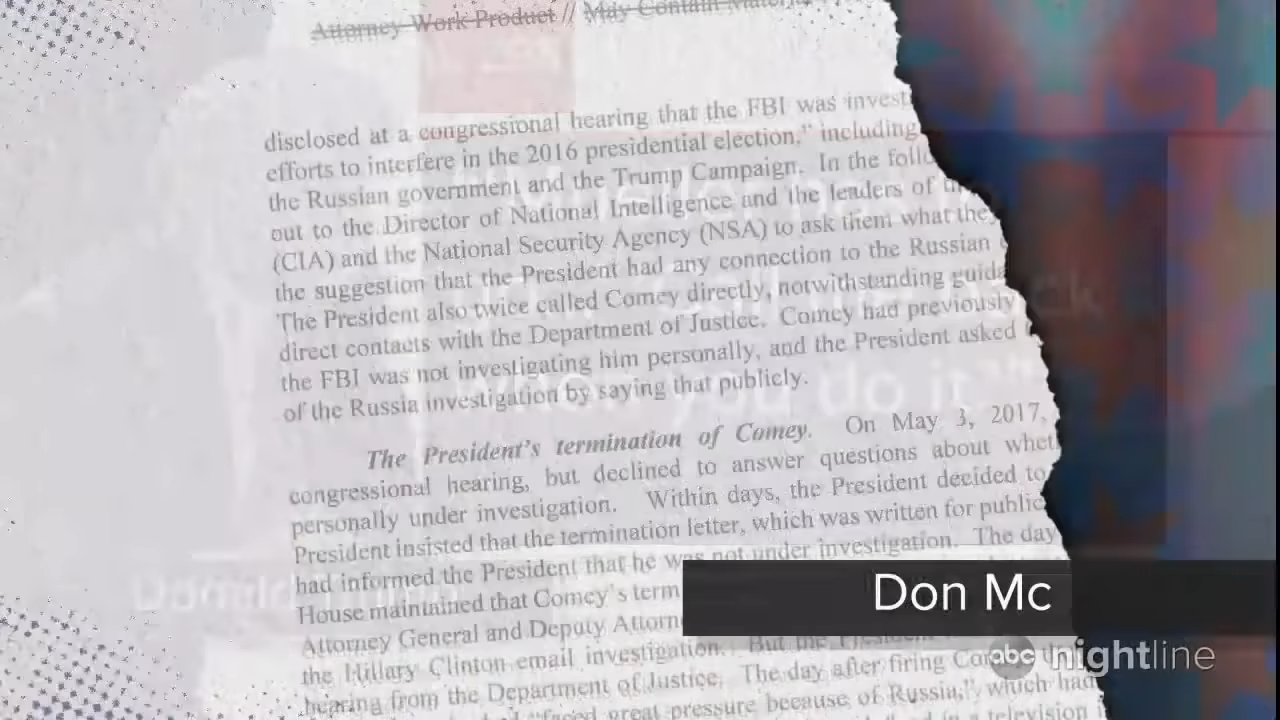 Attorney Work Product // May Contain
disclosed at a congressional hearing that the FBI was invest
efforts to interfere in the 2016 presidential election," including
the Russian government and the Trump Campaign. In the follo
out to the Director of National Intelligence and the leaders of
(CIA) and the National Security Agency (NSA) to ask them what they
the suggestion that the President had any connection to the Russian
The President also twice called Comey directly, notwithstanding guida
direct contacts with the Department of Justice. Comey had previously
the FBI was not investigating him personally, and the President asked
of the Russia investigation by saying that publicly.
The President's termination of Comey. On May 3, 2017,
congressional hearing, but declined to answer questions about whet
personally under investigation. Within days, the President decided to
President insisted that the termination letter, which was written for public
had informed the President that he was not under investigation. The day
House maintained that Comey's term
Attorney General and Deputy Attorn
the Hillary Clinton email investigation. But the President
hearing from the Department of Justice. The day after firing Co
"faced great pressure because of Russia," which had
in a television
when you do it."
Don Mc
abc nightline